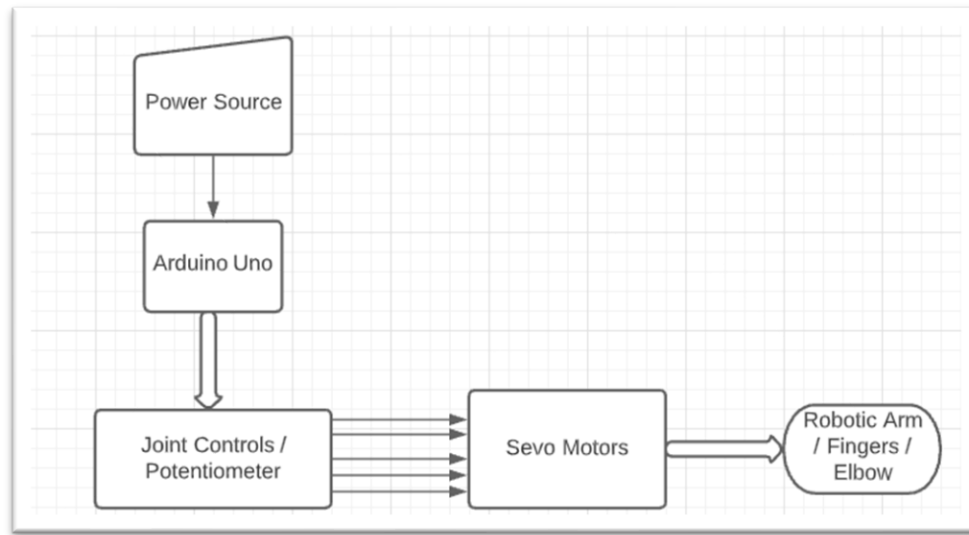 Power Source
Arduino Uno
Joint Controls /
Potentiometer
Sevo Motors
Robotic Arm
/ Fingers /
Elbow